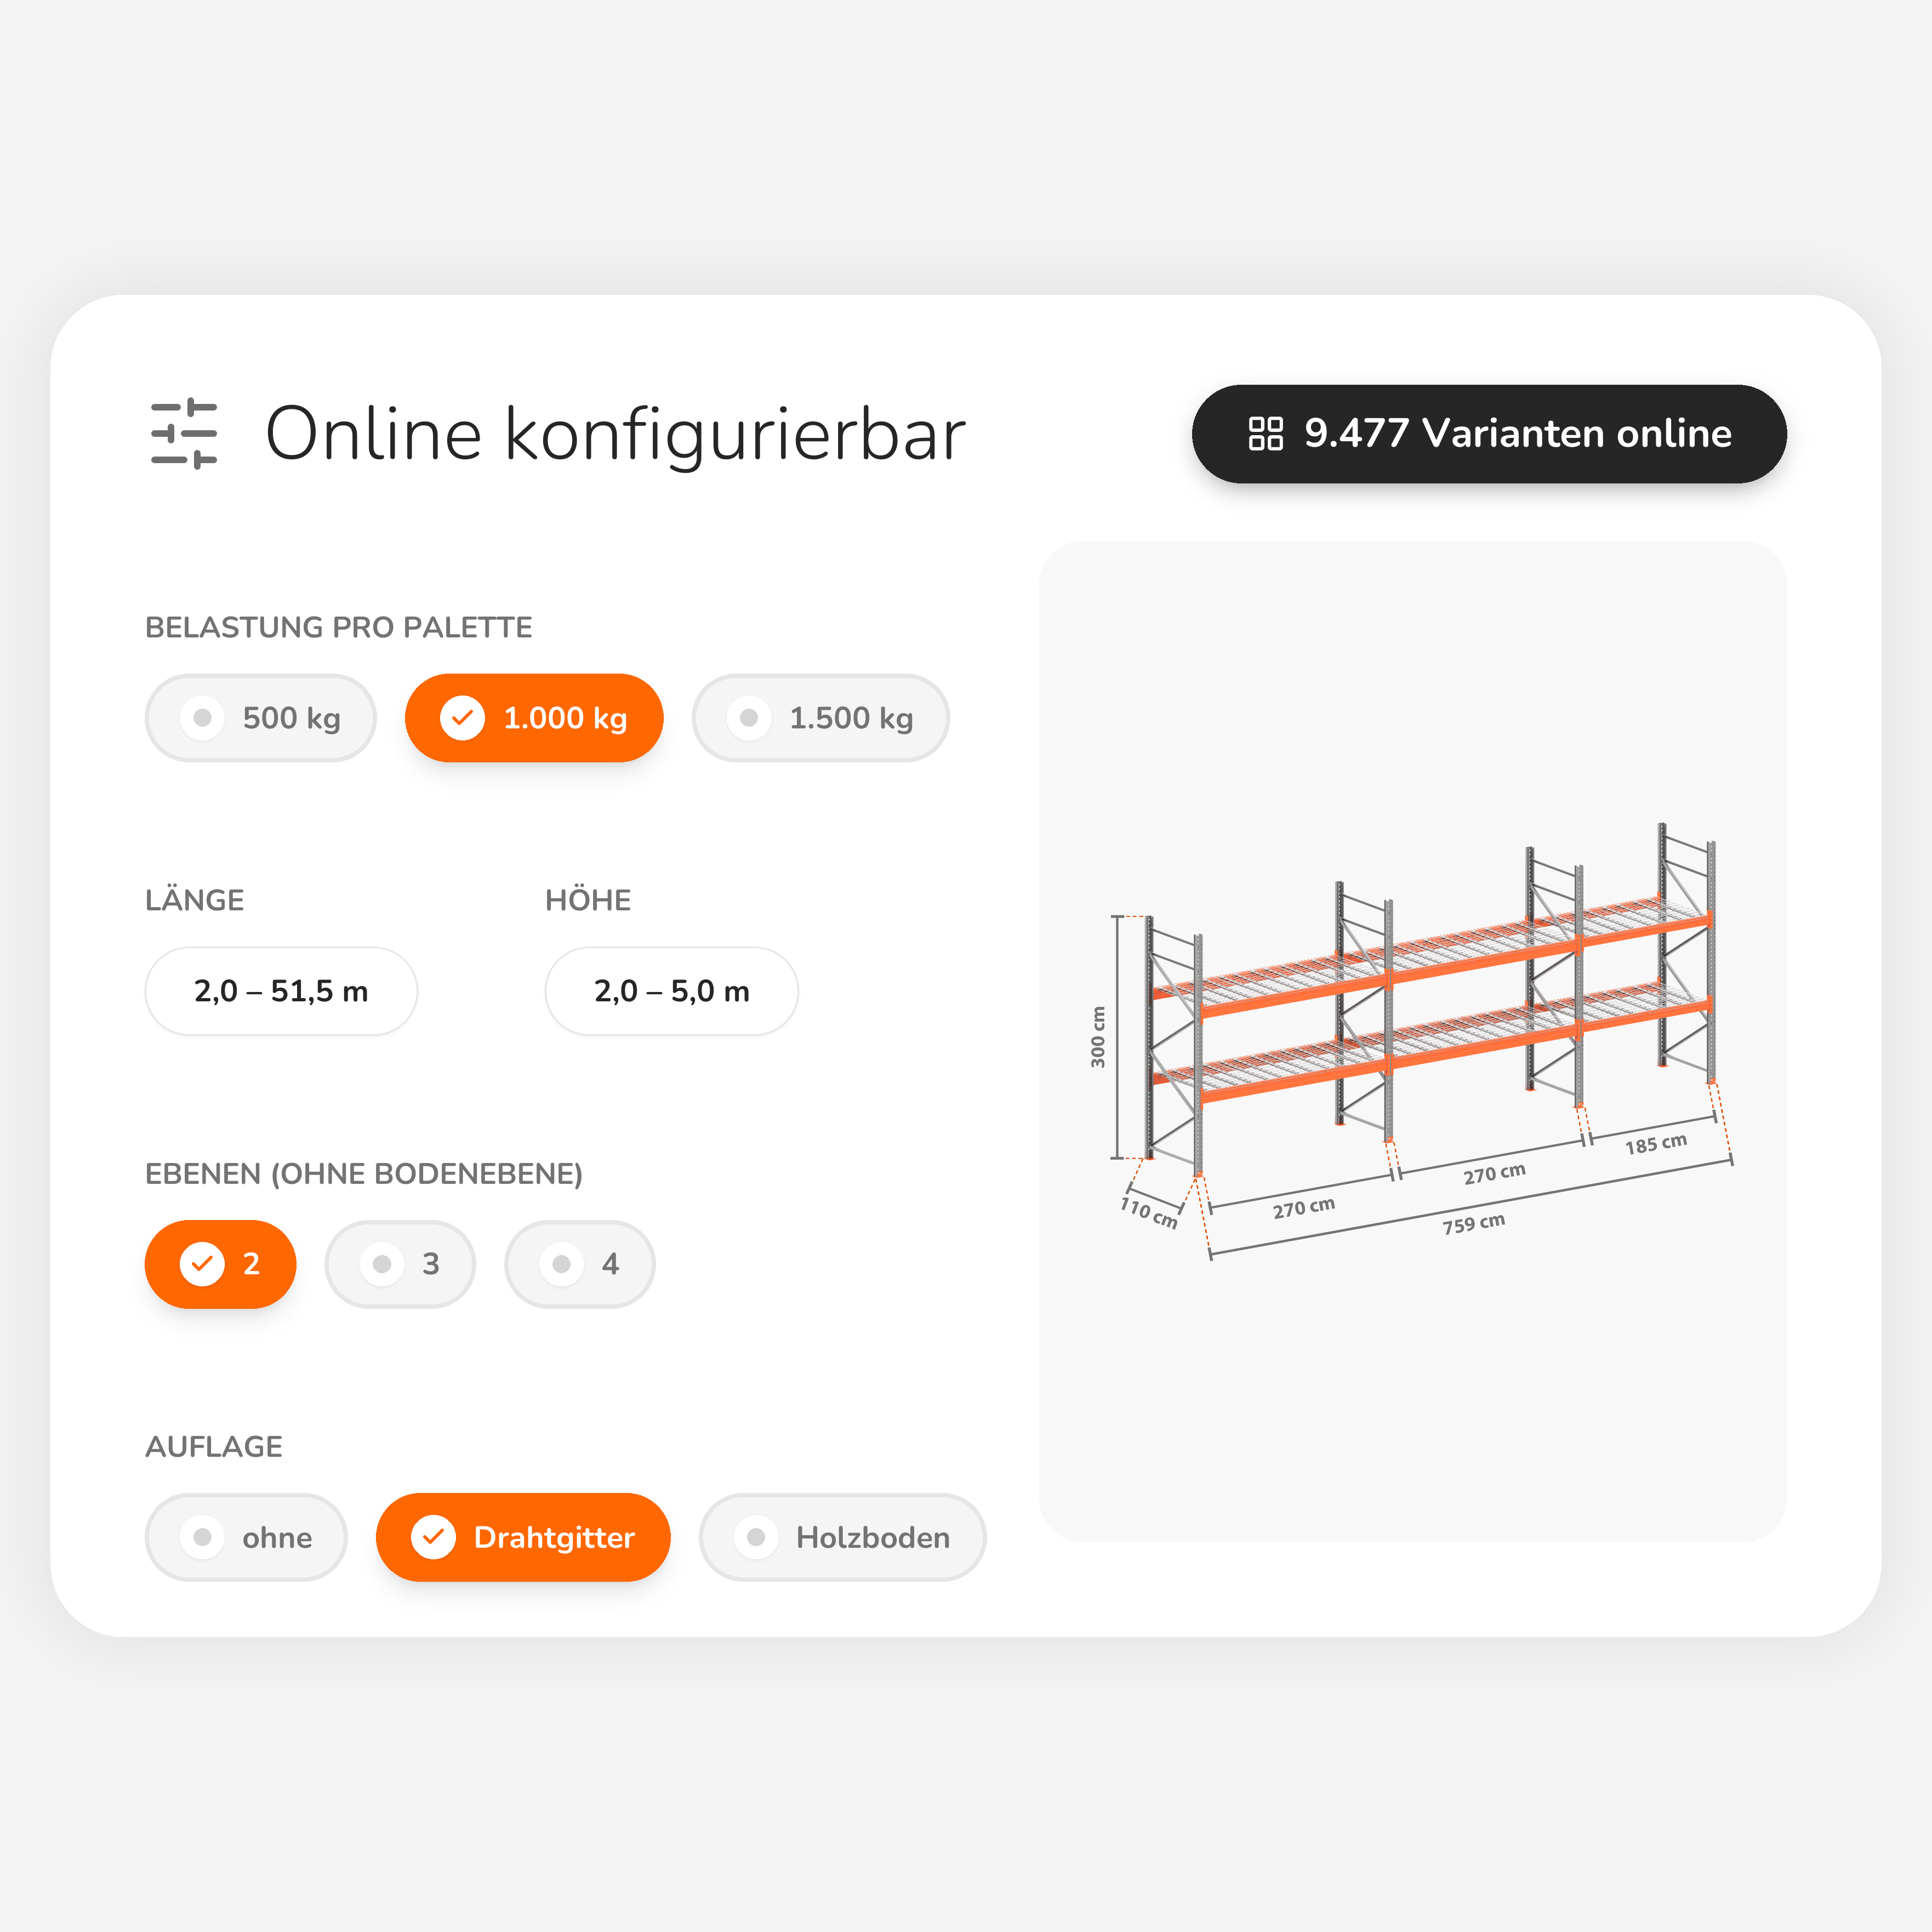 Online konfigurierbar
9.477 Varianten online
BELASTUNG PRO PALETTE
500 kg
1.000 kg
1.500 kg
LÄNGE
HÖHE
2,0 – 51,5 m
2,0 – 5,0 m
EBENEN (OHNE BODENEBENE)
2
3
4
AUFLAGE
ohne
Drahtgitter
Holzboden
300 cm
110 cm
270 cm
270 cm
185 cm
759 cm